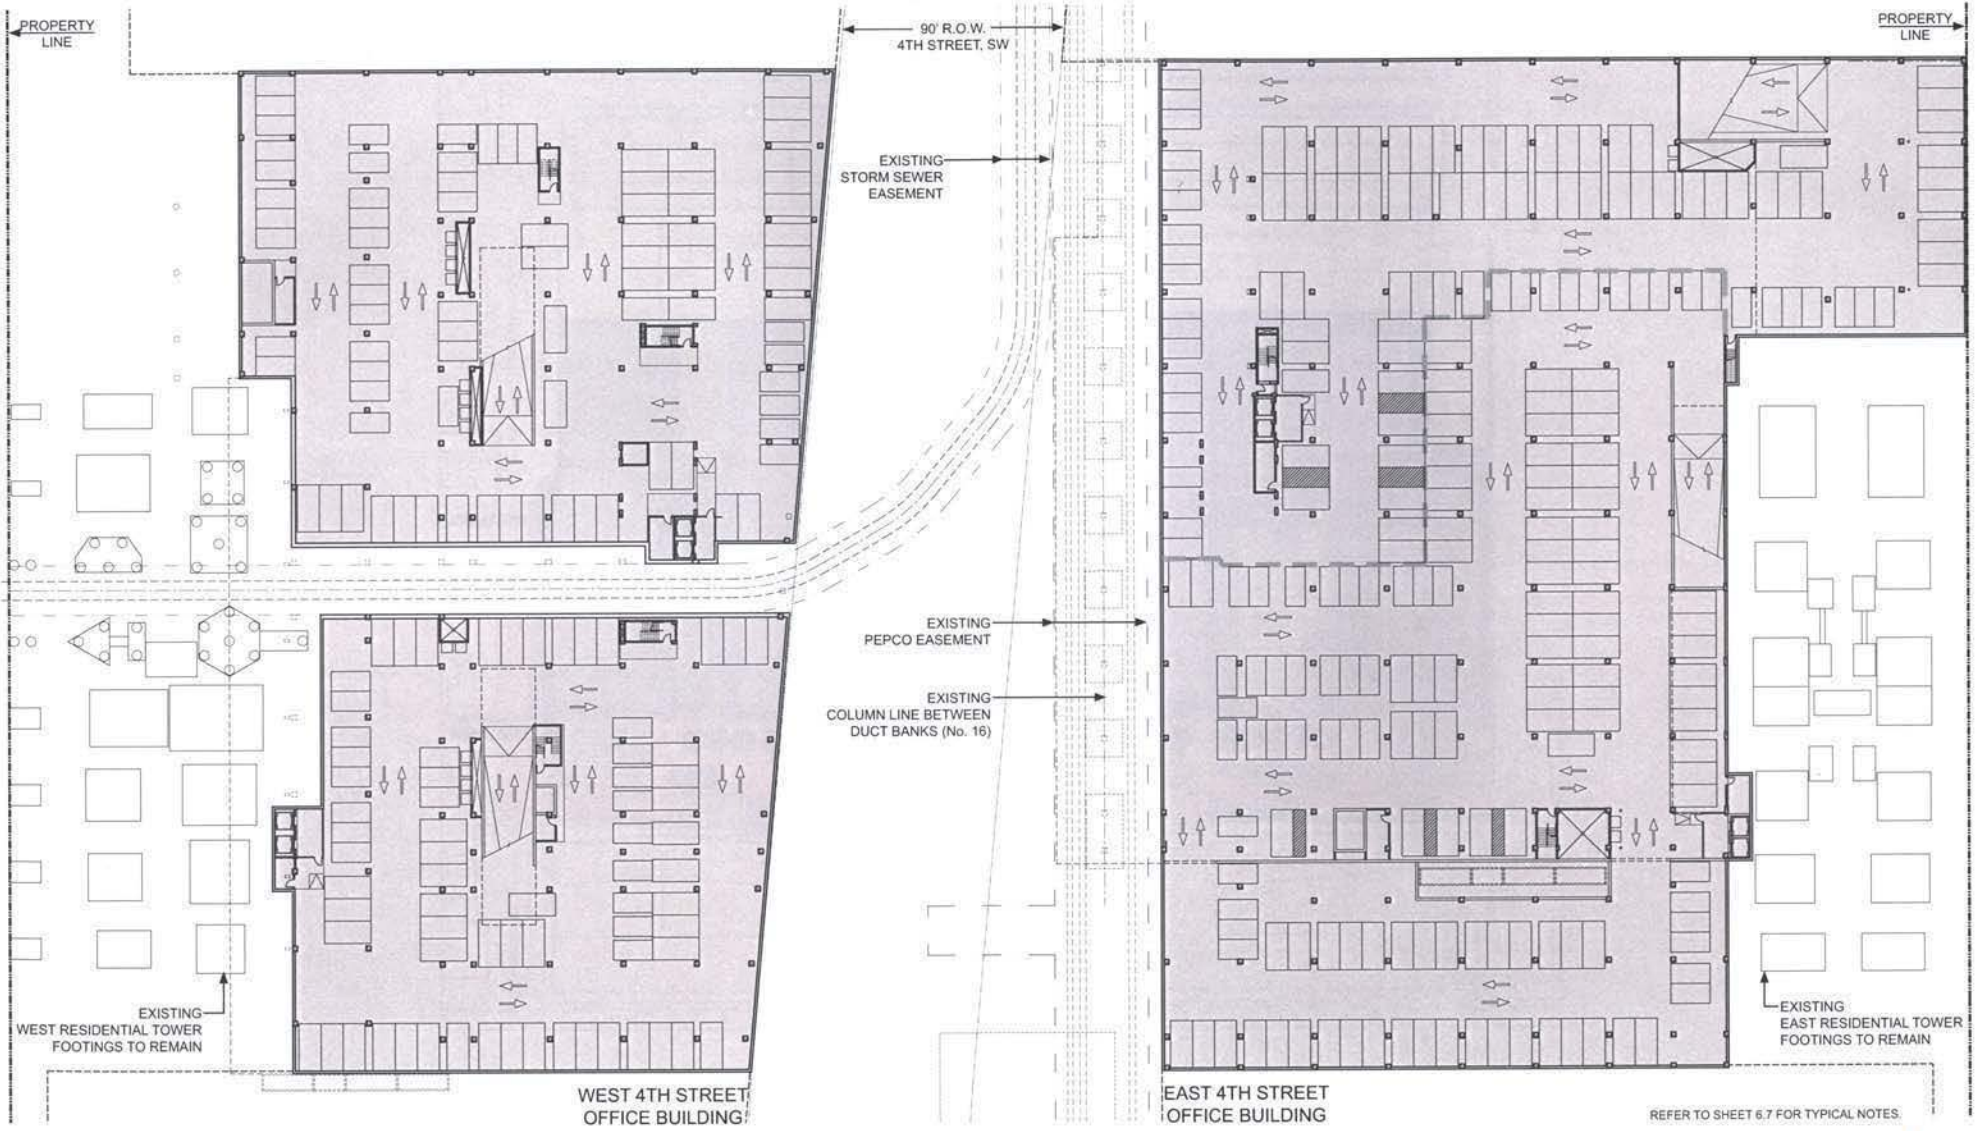 PROPERTY
LINE
90' R.O.W.
4TH STREET, SW
PROPERTY
LINE
EXISTING
STORM SEWER
EASEMENT
EXISTING
PEPCO EASEMENT
EXISTING
COLUMN LINE BETWEEN
DUCT BANKS (No. 16)
EXISTING
WEST RESIDENTIAL TOWER
FOOTINGS TO REMAIN
EXISTING
EAST RESIDENTIAL TOWER
FOOTINGS TO REMAIN
WEST 4TH STREET
OFFICE BUILDING
EAST 4TH STREET
OFFICE BUILDING
REFER TO SHEET 6.7 FOR TYPICAL NOTES.